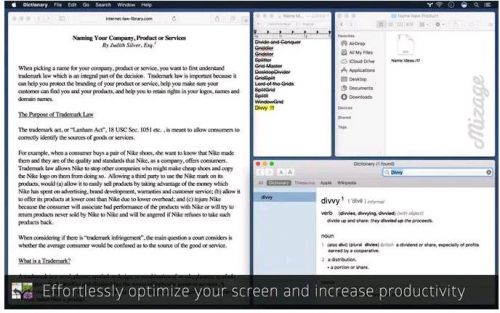 Dictionary File Edit Go Search Window Help
internet-law-library.com
Naming Your Company, Product or Services
By Judith Silver, Esq.¹
When picking a name for your company, product or service, you want to first understand
trademark law which is an integral part of the decision. Trademark law is important because it
can help you protect the branding of your product or service, help you make sure your
customer can find you and your products, and help you to retain rights in your logos, names and
domain names.
The Purpose of Trademark Law
The trademark act, or "Lanham Act", 18 USC Sec. 1051 etc. , is meant to allow consumers to
correctly identify the sources of goods or services.
For example, when a consumer buys a pair of Nike shoes, she want to know that Nike made
them and they are of the quality and standards that Nike, as a company, offers consumers.
Trademark law allows Nike to stop other companies who might make cheap shoes and copy
the Nike logo on them from doing so. Allowing a third party to use the Nike mark on its
products, would (a) allow it to easily sell products by taking advantage of the money which
Nike has spent on advertising, brand development, warranties and customer service; (b) allow it
to offer its products at lower cost than Nike due to lower overhead; and (c) injure Nike
because the consumer will associate bad performance of the products with Nike or will try to
return products never sold by Nike to Nike and will be angered if Nike refuses to take such
products back.
When considering if there is "trademark infringement", the main question a court considers is
whether the average consumer would be confused as to the source of the good or service.
What is a Trademark?
Name M...
Divide and Conquer
Griddler
Gridster
Splitter
Grid Master
DesktopDivider
GridSplit
Lord of the Grids
SplitGrid
SplitIt
WindowGrid
Divvy !!!
Name New Product
Favorites
AirDrop
All My Files
iCloud Drive
Applications
Desktop
Documents
Downloads
Devices
Shared
Tags
Name Ideas.rtf
Mizage
Dictionary (1 found)
Divvy
All Dictionary Thesaurus Apple Wikipedia
divvy
divvy¹ | ˈdivē | informal
verb (divvies, divvying, divvied) [with object]
divide up and share: they divvied up the proceeds.
noun
1 (also divi) (plural divvies) British a dividend or share, especially of profits
earned by a cooperative.
2 a distribution.
• a portion or share.
Effortlessly optimize your screen and increase productivity